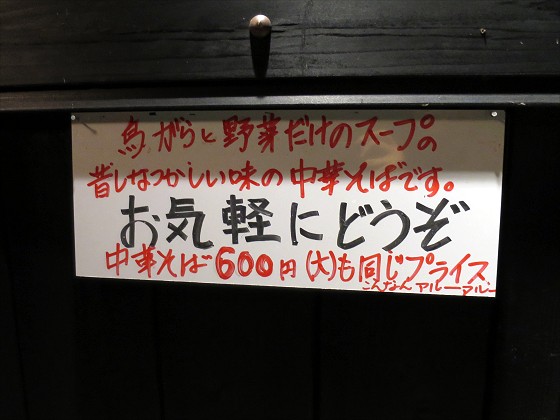 鳥がらと野菜だけのスープの
昔しなつかしい味の中華そばです。
お気軽にどうぞ
中華そば600円(大)も同じプライス
こんなんアルーアルー